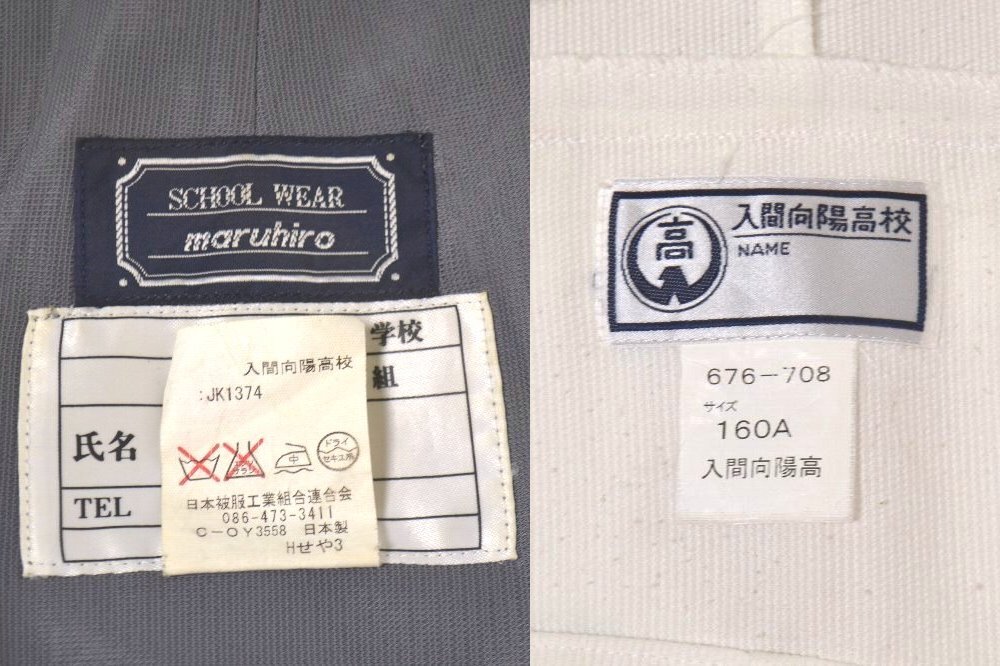 SCHOOL WEAR
maruhiro
学校
組
氏名
TEL
入間向陽高校
:JK1374
中
ドライ
セキユ系
日本被服工業組合連合会
086-473-3411
C-OY3558 日本製
Hせや3
高
入間向陽高校
NAME
676-708
サイズ
160A
入間向陽高